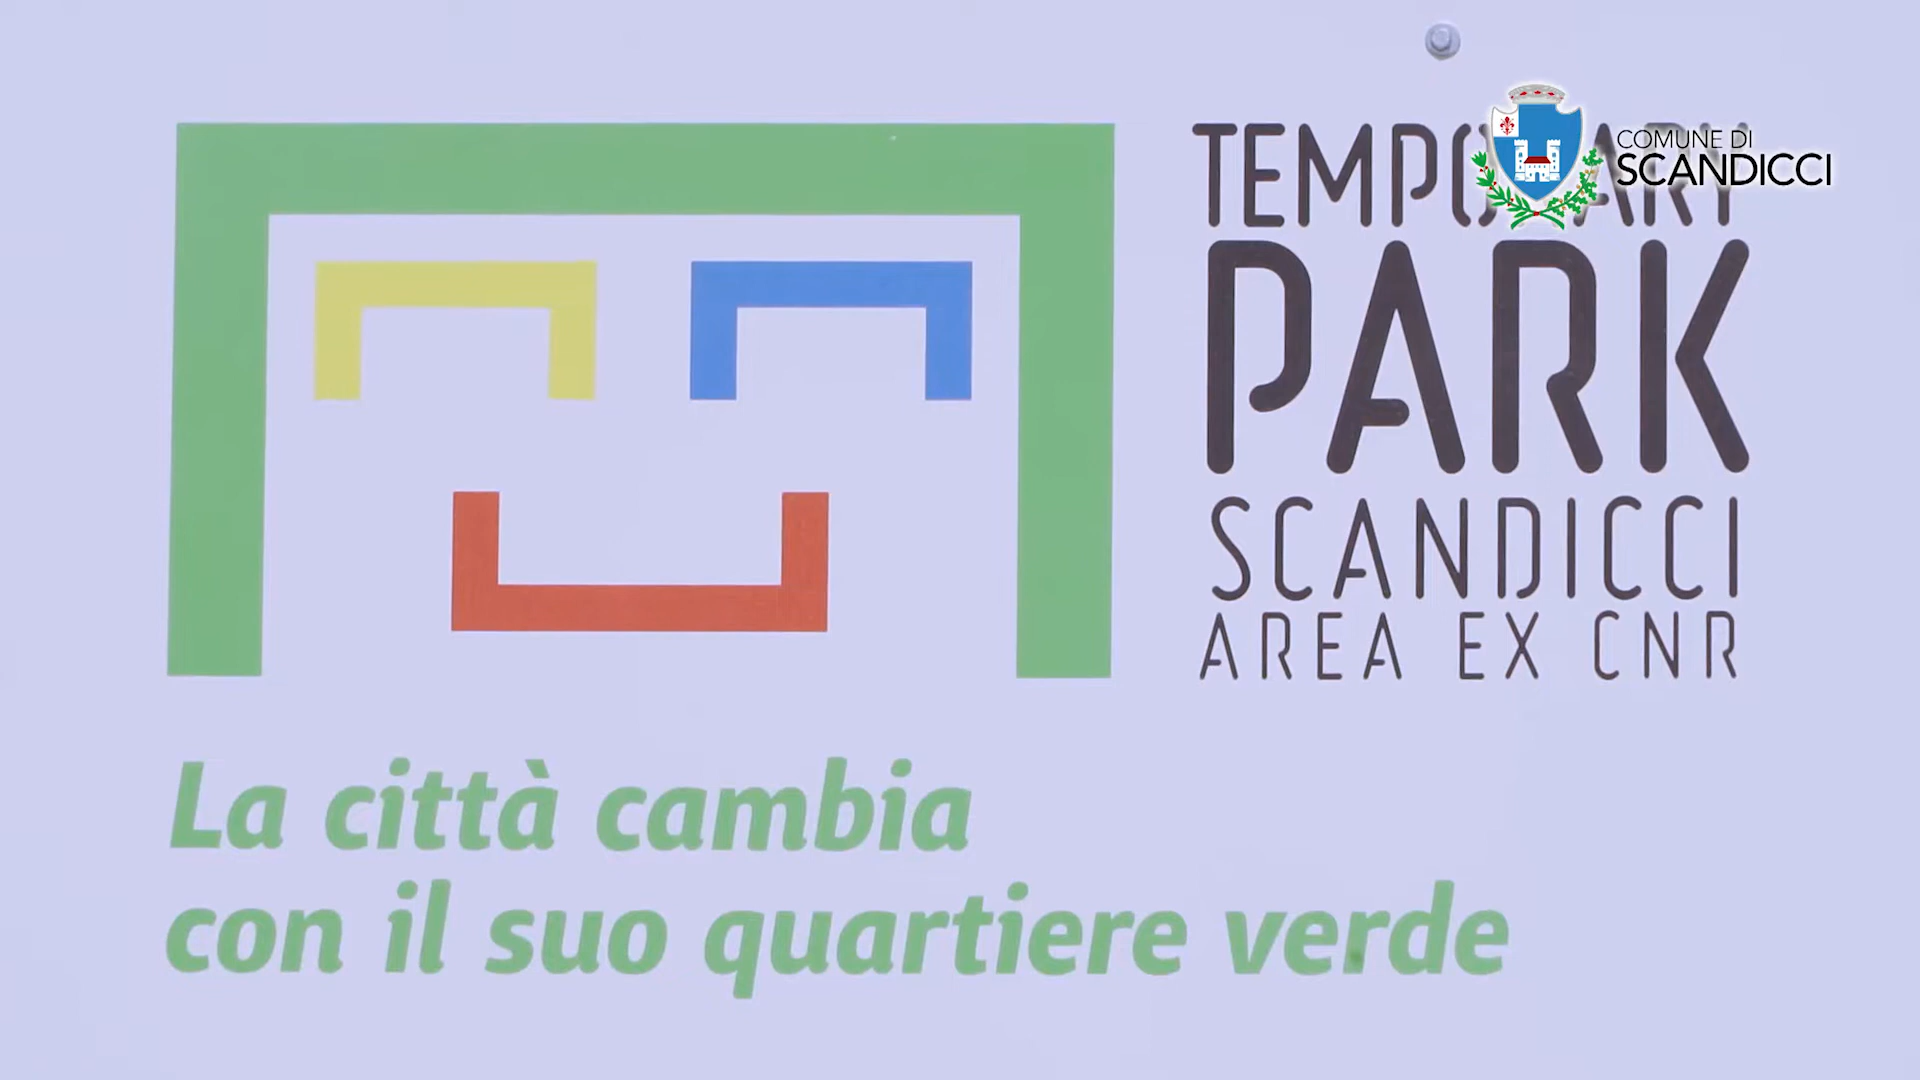 TEMPORARY
PARK
SCANDICCI
AREA EX CNR
COMUNE DI
SCANDICCI
La città cambia
con il suo quartiere verde